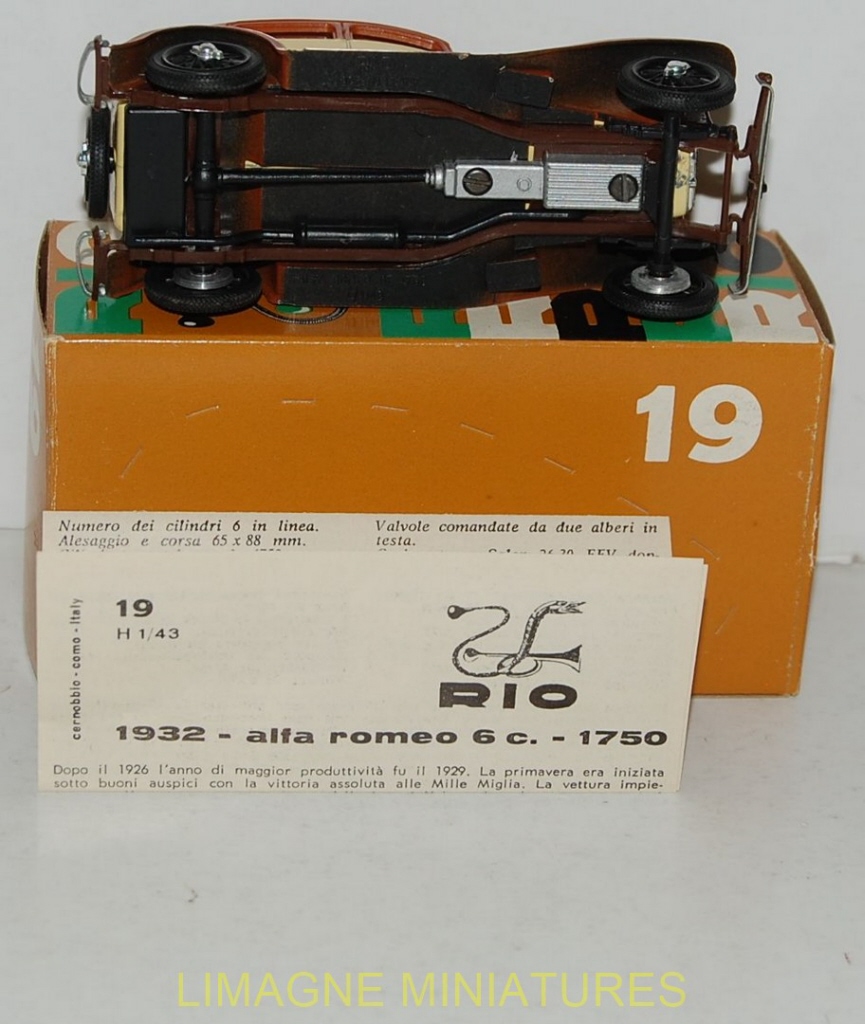 19
Numero dei cilindri 6 in linea.
Alesaggio e corsa 65 x 88 mm.
Valvole comandate da due alberi in
testa.
19
H 1/43
cernobbio - como - italy
RIO
1932 - alfa romeo 6 c. - 1750
Dopo il 1926 l'anno di maggior produttività fu il 1929. La primavera era iniziata
sotto buoni auspici con la vittoria assoluta alle Mille Miglia. La vettura impie-
LIMAGNE MINIATURES